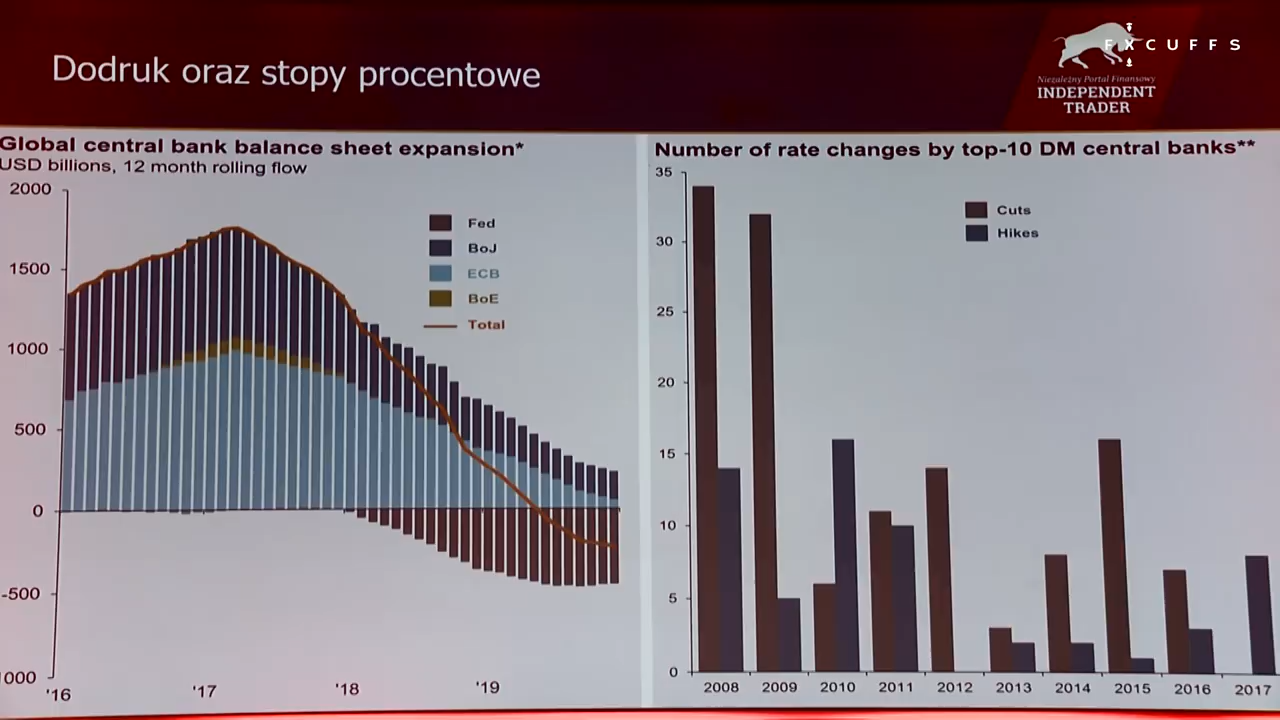 Dodruk oraz stopy procentowe
FXCUFFS
Niezależny Portal Finansowy
INDEPENDENT
TRADER
Global central bank balance sheet expansion*
USD billions, 12 month rolling flow
2000
1500
1000
500
0
-500
000
'16
'17
'18
'19
Fed
BoJ
ECB
BoE
Total
Number of rate changes by top-10 DM central banks**
35
30
25
20
15
10
5
0
2008
2009
2010
2011
2012
2013
2014
2015
2016
2017
Cuts
Hikes